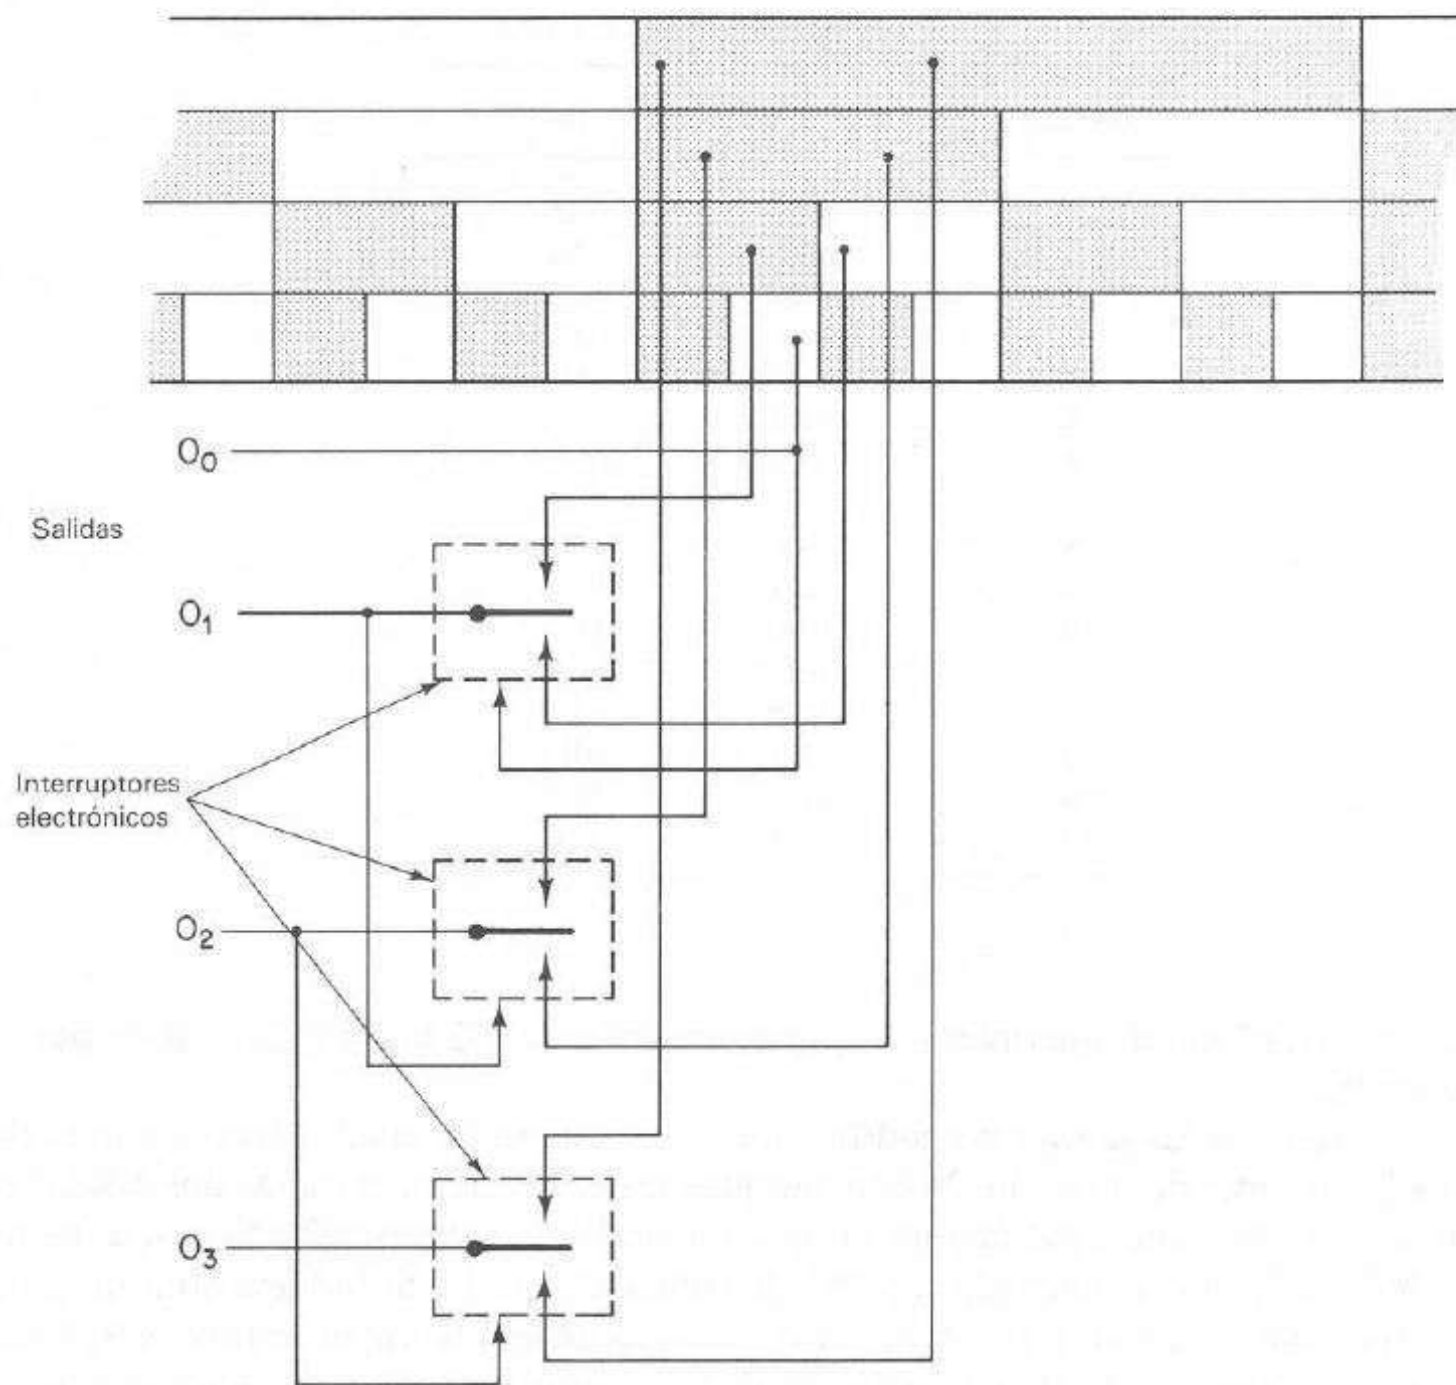 O₀
Salidas
O₁
Interruptores
electrónicos
O₂
O₃